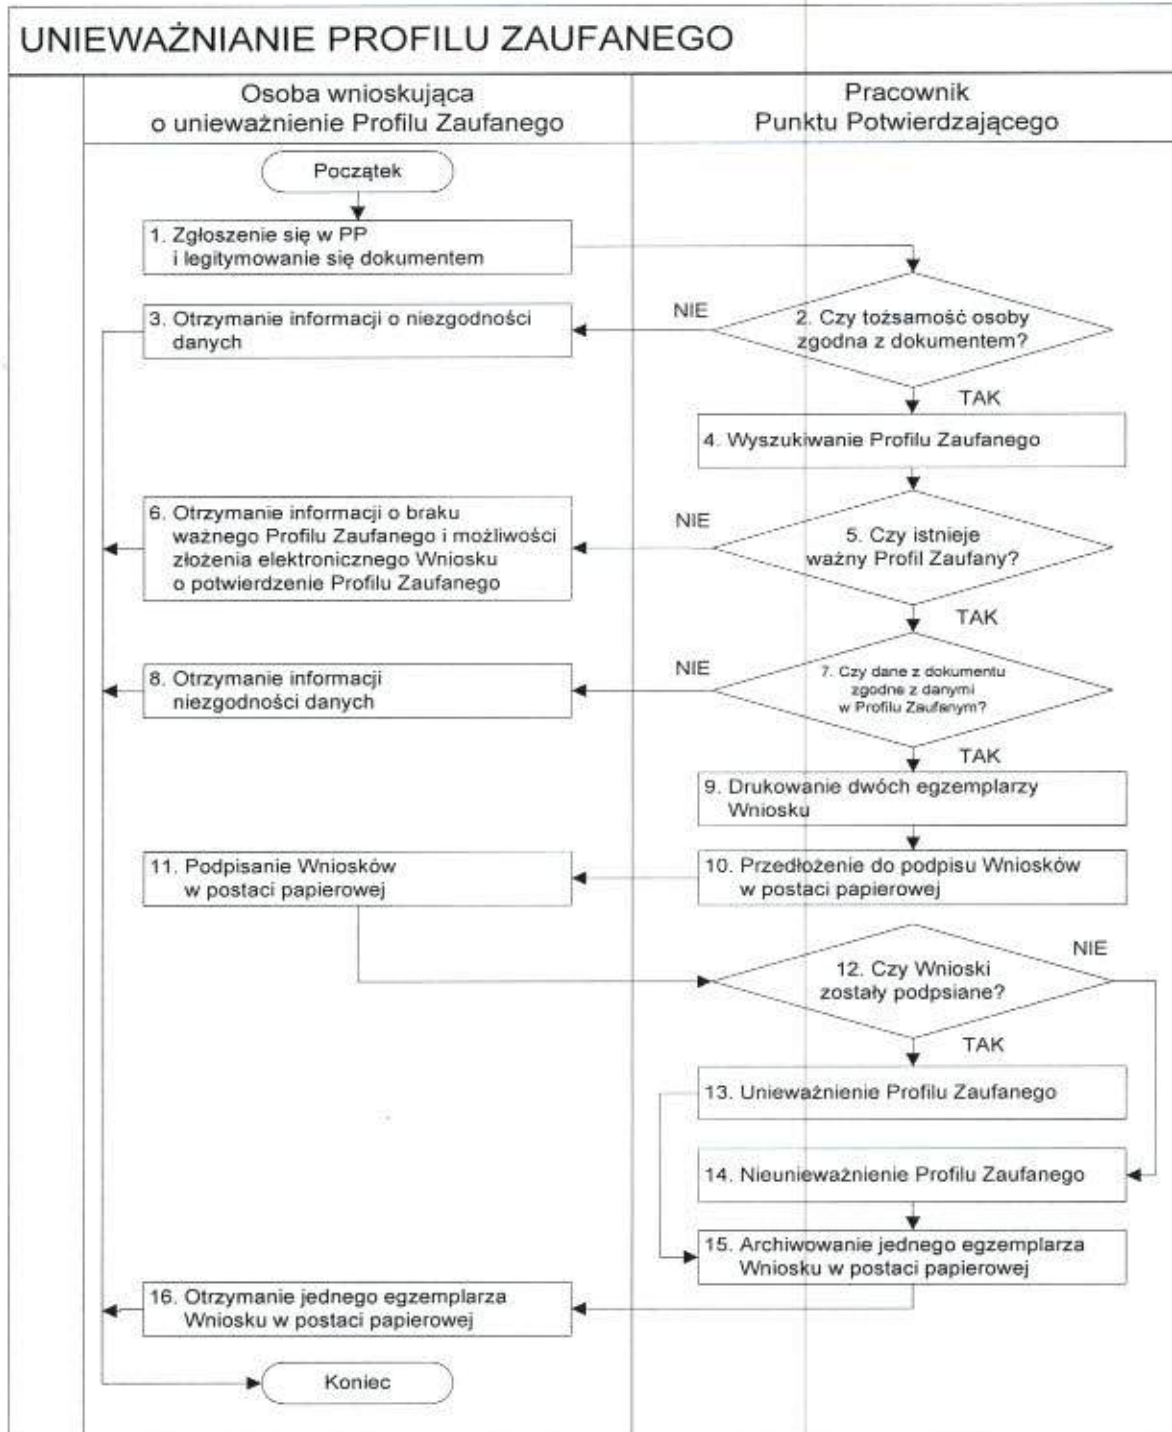 UNIEWAŻNIANIE PROFILU ZAUFANEGO
Osoba wnioskująca
o unieważnienie Profilu Zaufanego
Pracownik
Punktu Potwierdzającego
Początek
1. Zgłoszenie się w PP
i legitymowanie się dokumentem
2. Czy tożsamość osoby
zgodna z dokumentem?
NIE
3. Otrzymanie informacji o niezgodności
danych
TAK
4. Wyszukiwanie Profilu Zaufanego
5. Czy istnieje
ważny Profil Zaufany?
NIE
6. Otrzymanie informacji o braku
ważnego Profilu Zaufanego i możliwości
złożenia elektronicznego Wniosku
o potwierdzenie Profilu Zaufanego
TAK
7. Czy dane z dokumentu
zgodne z danymi
w Profilu Zaufanym?
NIE
8. Otrzymanie informacji
niezgodności danych
TAK
9. Drukowanie dwóch egzemplarzy
Wniosku
10. Przedłożenie do podpisu Wniosków
w postaci papierowej
11. Podpisanie Wniosków
w postaci papierowej
12. Czy Wnioski
zostały podpsiane?
NIE
TAK
13. Unieważnienie Profilu Zaufanego
14. Nieunieważnienie Profilu Zaufanego
15. Archiwowanie jednego egzemplarza
Wniosku w postaci papierowej
16. Otrzymanie jednego egzemplarza
Wniosku w postaci papierowej
Koniec